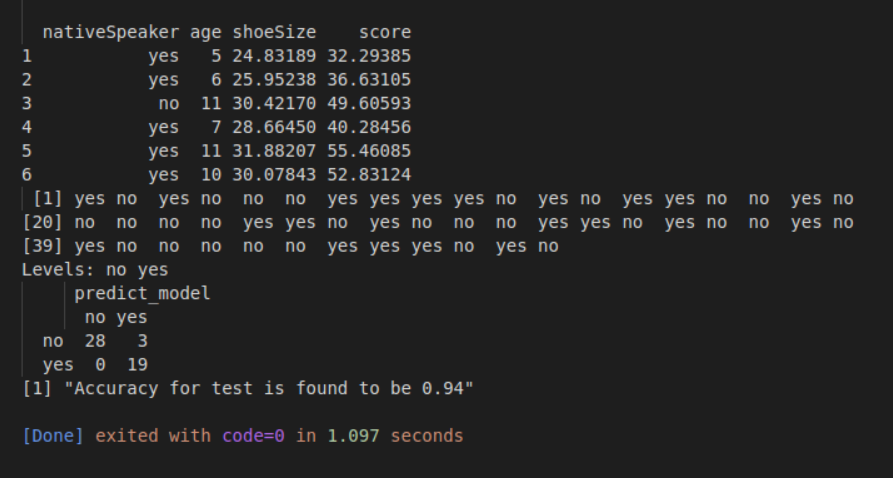 nativeSpeaker age shoeSize score
1 yes 5 24.83189 32.29385
2 yes 6 25.95238 36.63105
3 no 11 30.42170 49.60593
4 yes 7 28.66450 40.28456
5 yes 11 31.88207 55.46085
6 yes 10 30.07843 52.83124
[1] yes no yes no no no yes yes yes yes no yes no yes yes no no yes no
[20] no no no no yes yes no yes no no no yes yes no yes no no yes no
[39] yes no no no no no yes yes yes no yes no
Levels: no yes
predict_model
no yes
no 28 3
yes 0 19
[1] "Accuracy for test is found to be 0.94"
[Done] exited with code=0 in 1.097 seconds